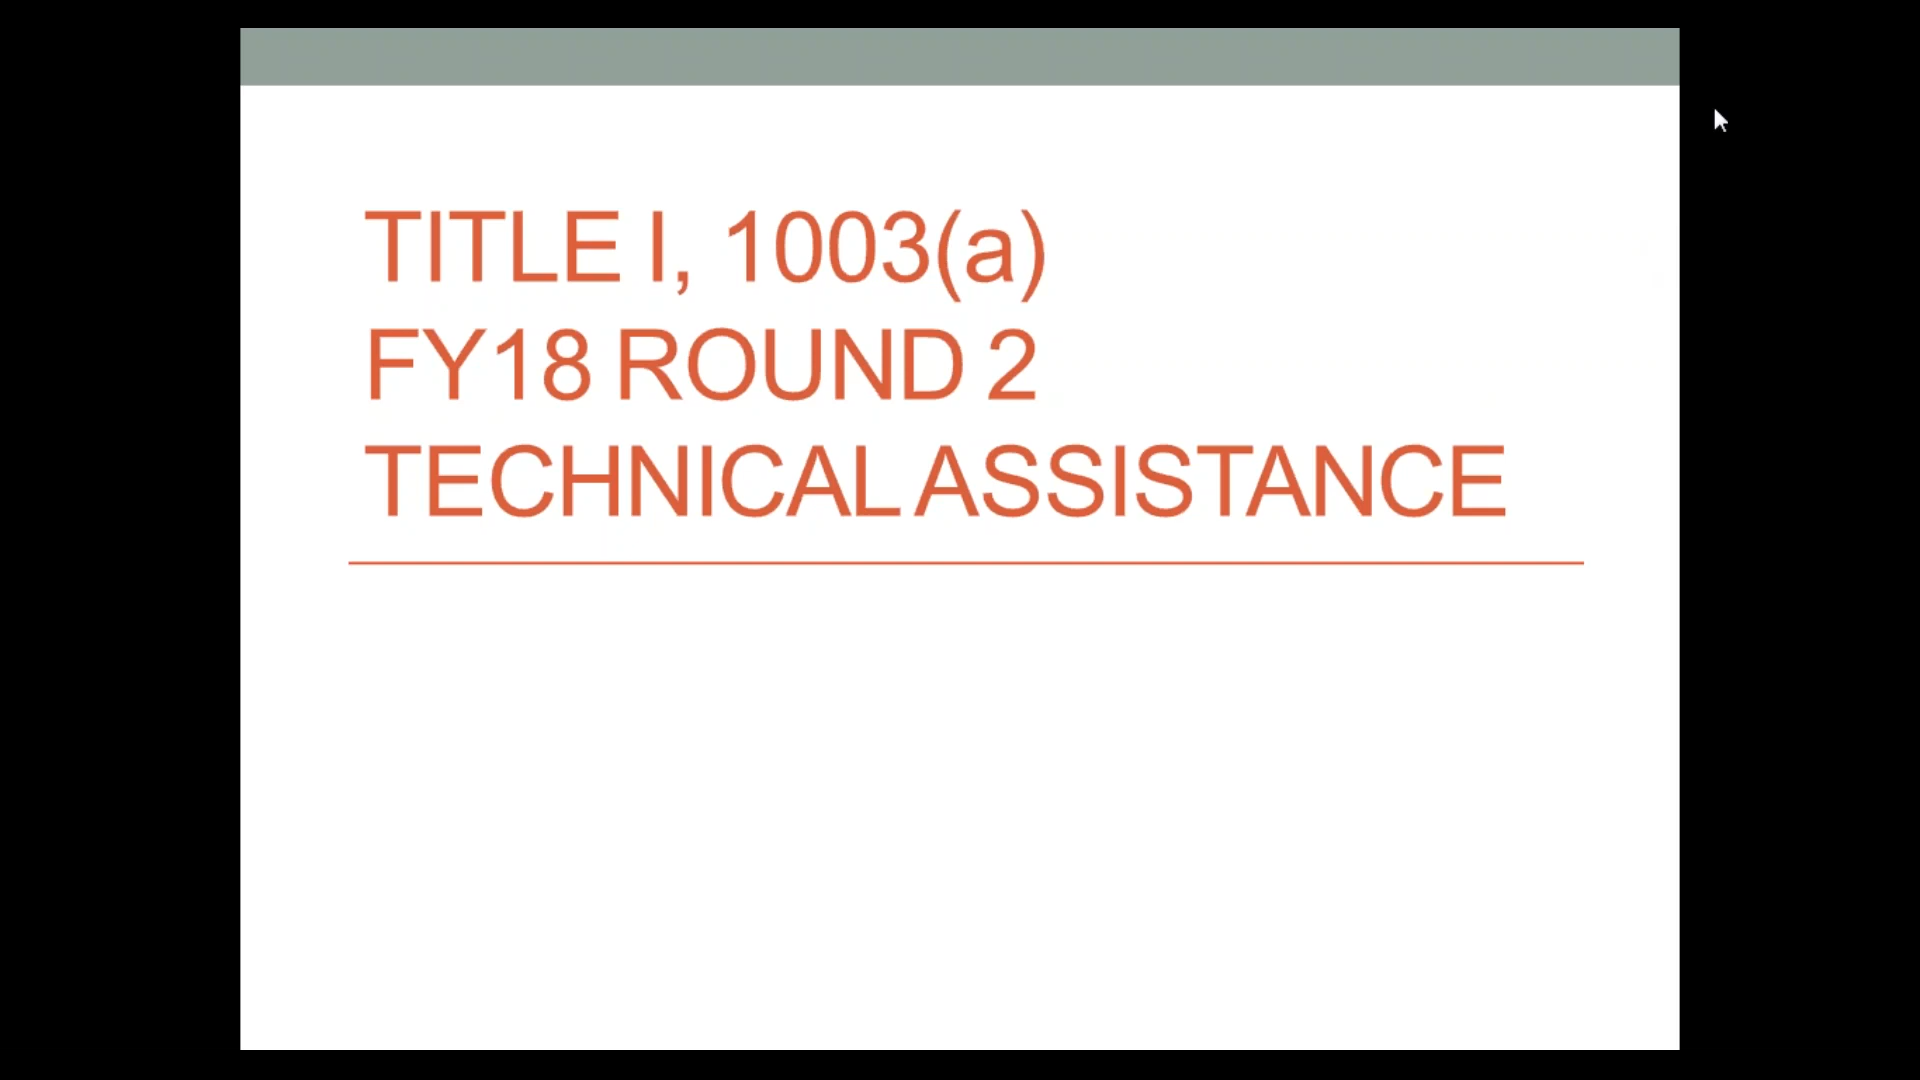 TITLE I, 1003(a)
FY18 ROUND 2
TECHNICAL ASSISTANCE